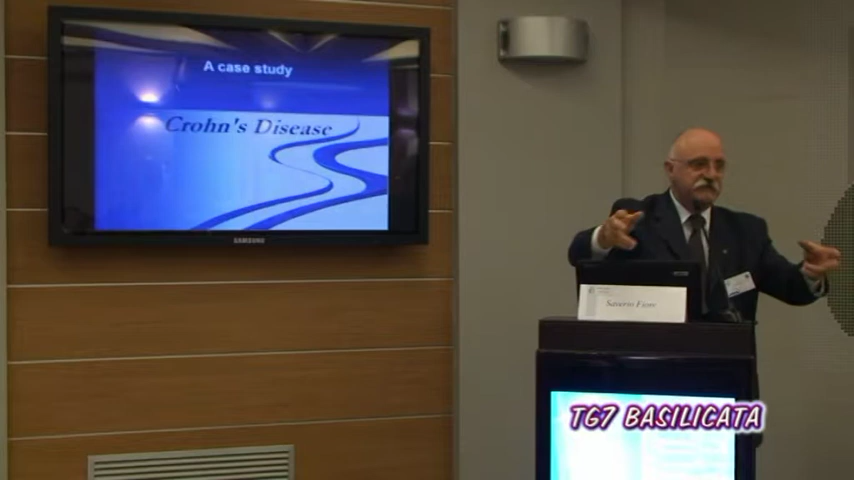 A case study
Crohn's Disease
SAMSUNG
Saverio Fiore
TG7 BASILICATA